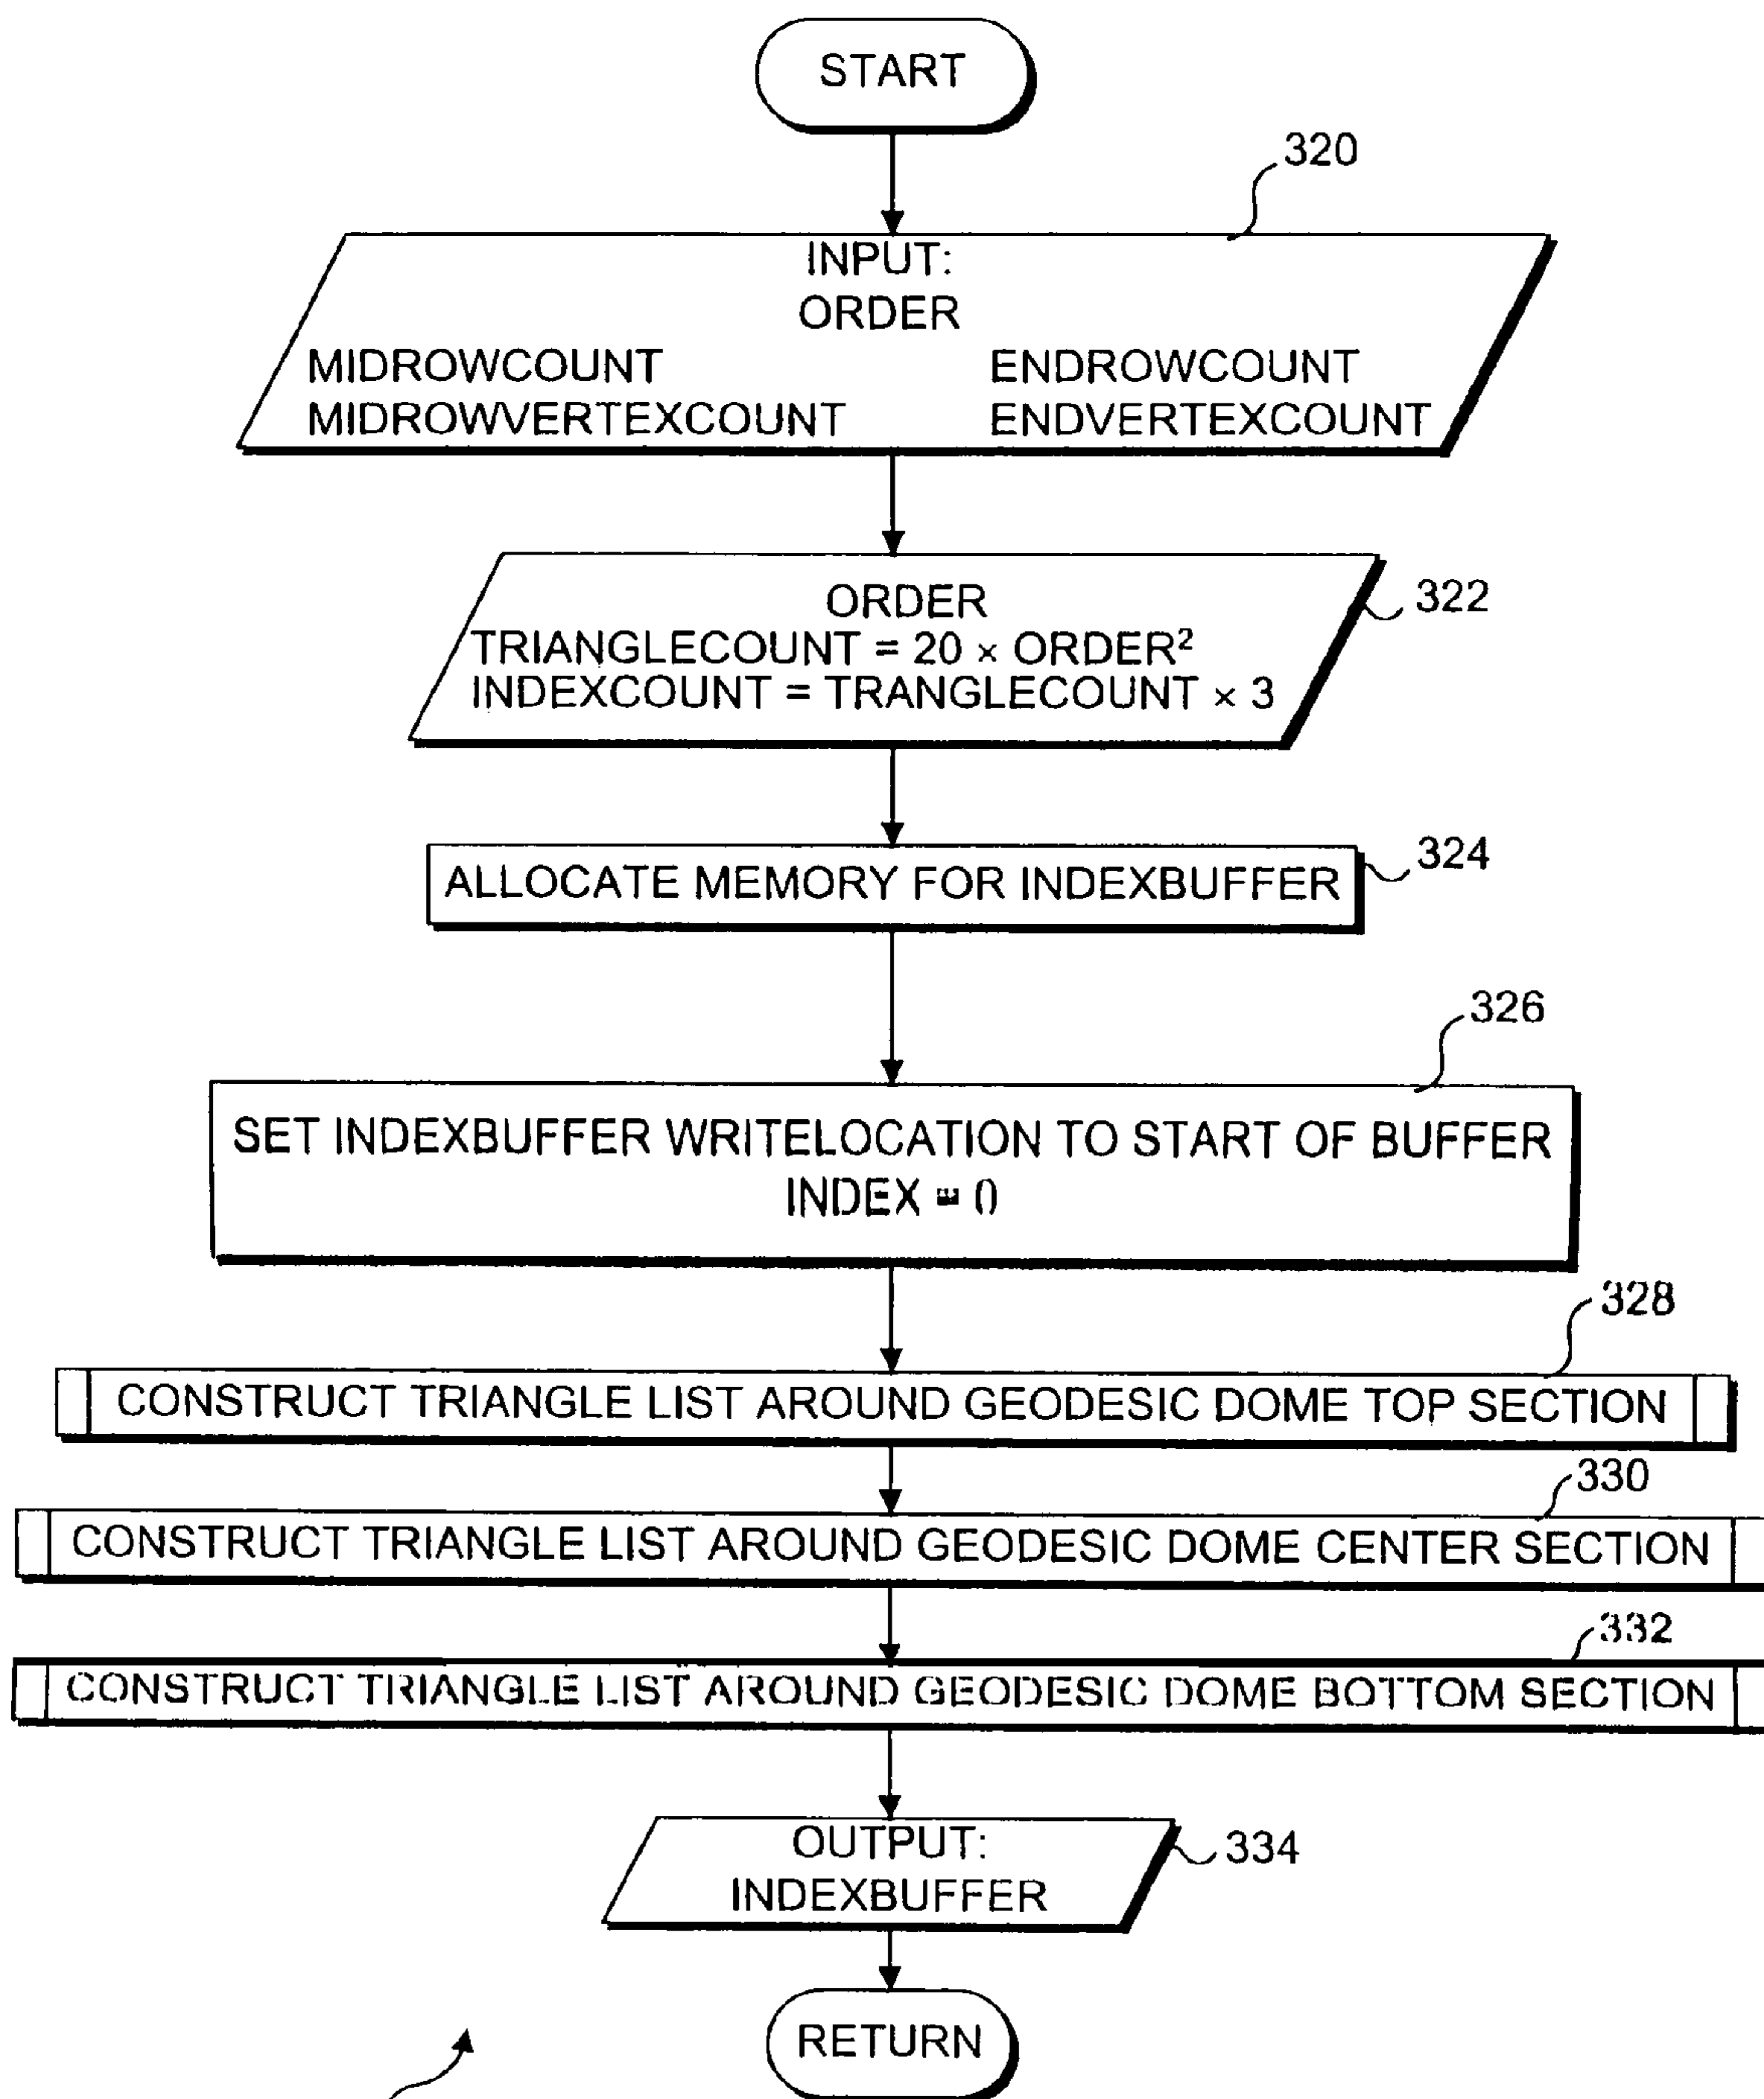 START
320
INPUT:
ORDER
MIDROWCOUNT ENDROWCOUNT
MIDROWVERTEXCOUNT ENDVERTEXCOUNT
ORDER
322
TRIANGLECOUNT = 20 × ORDER²
INDEXCOUNT = TRANGLECOUNT × 3
324
ALLOCATE MEMORY FOR INDEXBUFFER
326
SET INDEXBUFFER WRITELOCATION TO START OF BUFFER
INDEX = 0
328
CONSTRUCT TRIANGLE LIST AROUND GEODESIC DOME TOP SECTION
330
CONSTRUCT TRIANGLE LIST AROUND GEODESIC DOME CENTER SECTION
332
CONSTRUCT TRIANGLE LIST AROUND GEODESIC DOME BOTTOM SECTION
OUTPUT:
334
INDEXBUFFER
RETURN